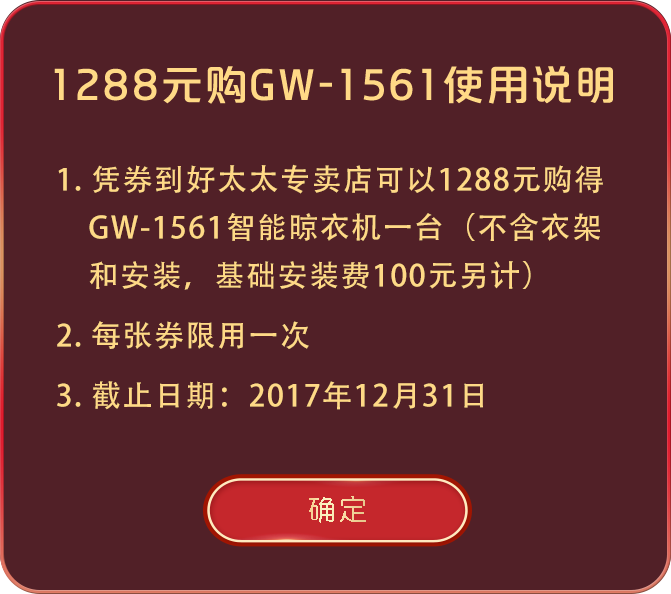 1288元购GW-1561使用说明
1. 凭券到好太太专卖店可以1288元购得
GW-1561智能晾衣机一台（不含衣架
和安装，基础安装费100元另计）
2. 每张券限用一次
3. 截止日期：2017年12月31日
确定